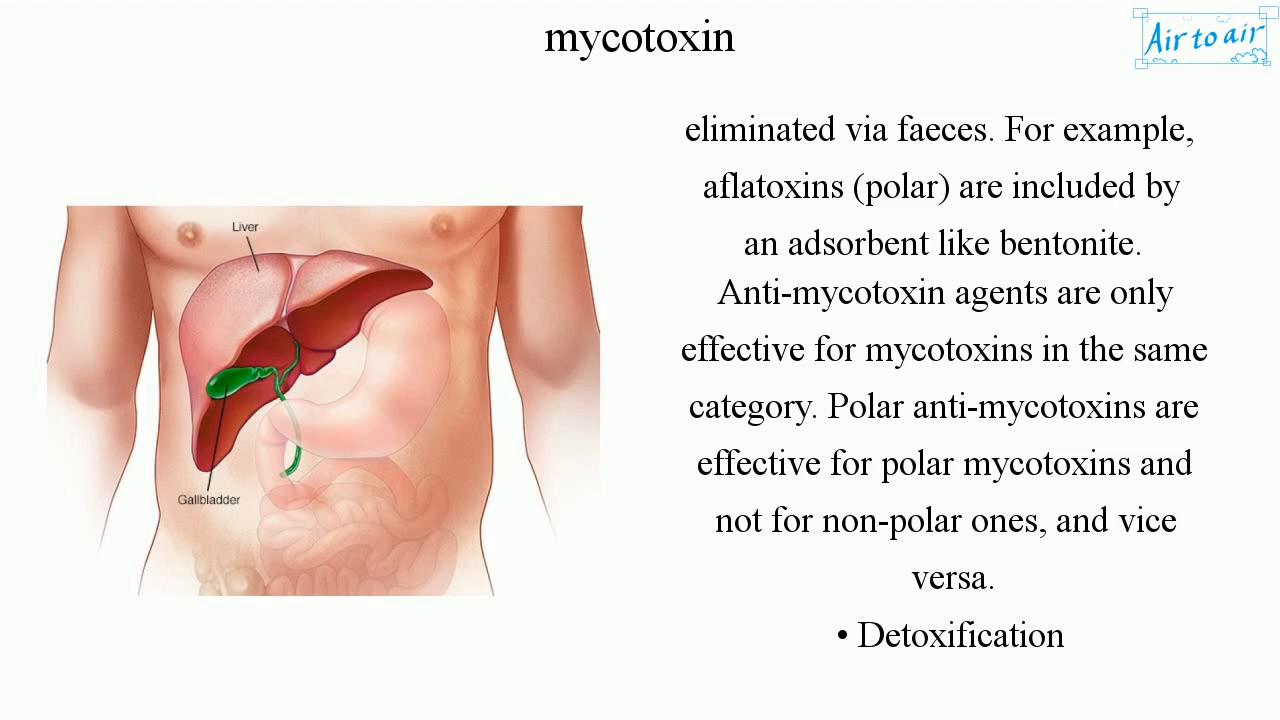 mycotoxin
Air to air
Liver
Gallbladder
eliminated via faeces. For example,
aflatoxins (polar) are included by
an adsorbent like bentonite.
Anti-mycotoxin agents are only
effective for mycotoxins in the same
category. Polar anti-mycotoxins are
effective for polar mycotoxins and
not for non-polar ones, and vice
versa.
• Detoxification